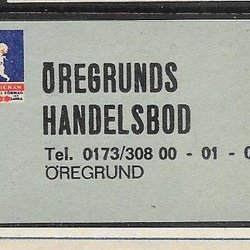 ÖREGRUNDS
HANDELSBOD
Tel. 0173/308 00 - 01 - 0
ÖREGRUND